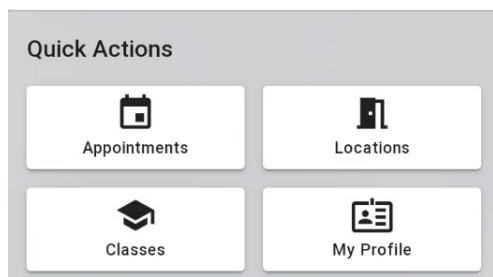 Quick Actions
Appointments
Locations
Classes
My Profile